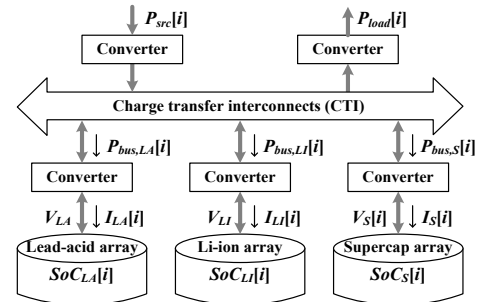 P_src[i] P_load[i]
Converter Converter
Charge transfer interconnects (CTI)
↓ P_bus,LA[i] ↓ P_bus,LI[i] ↓ P_bus,S[i]
Converter Converter Converter
V_LA ↓ I_LA[i] V_LI ↓ I_LI[i] V_S ↓ I_S[i]
Lead-acid array Li-ion array Supercap array
SoC_LA[i] SoC_LI[i] SoC_S[i]